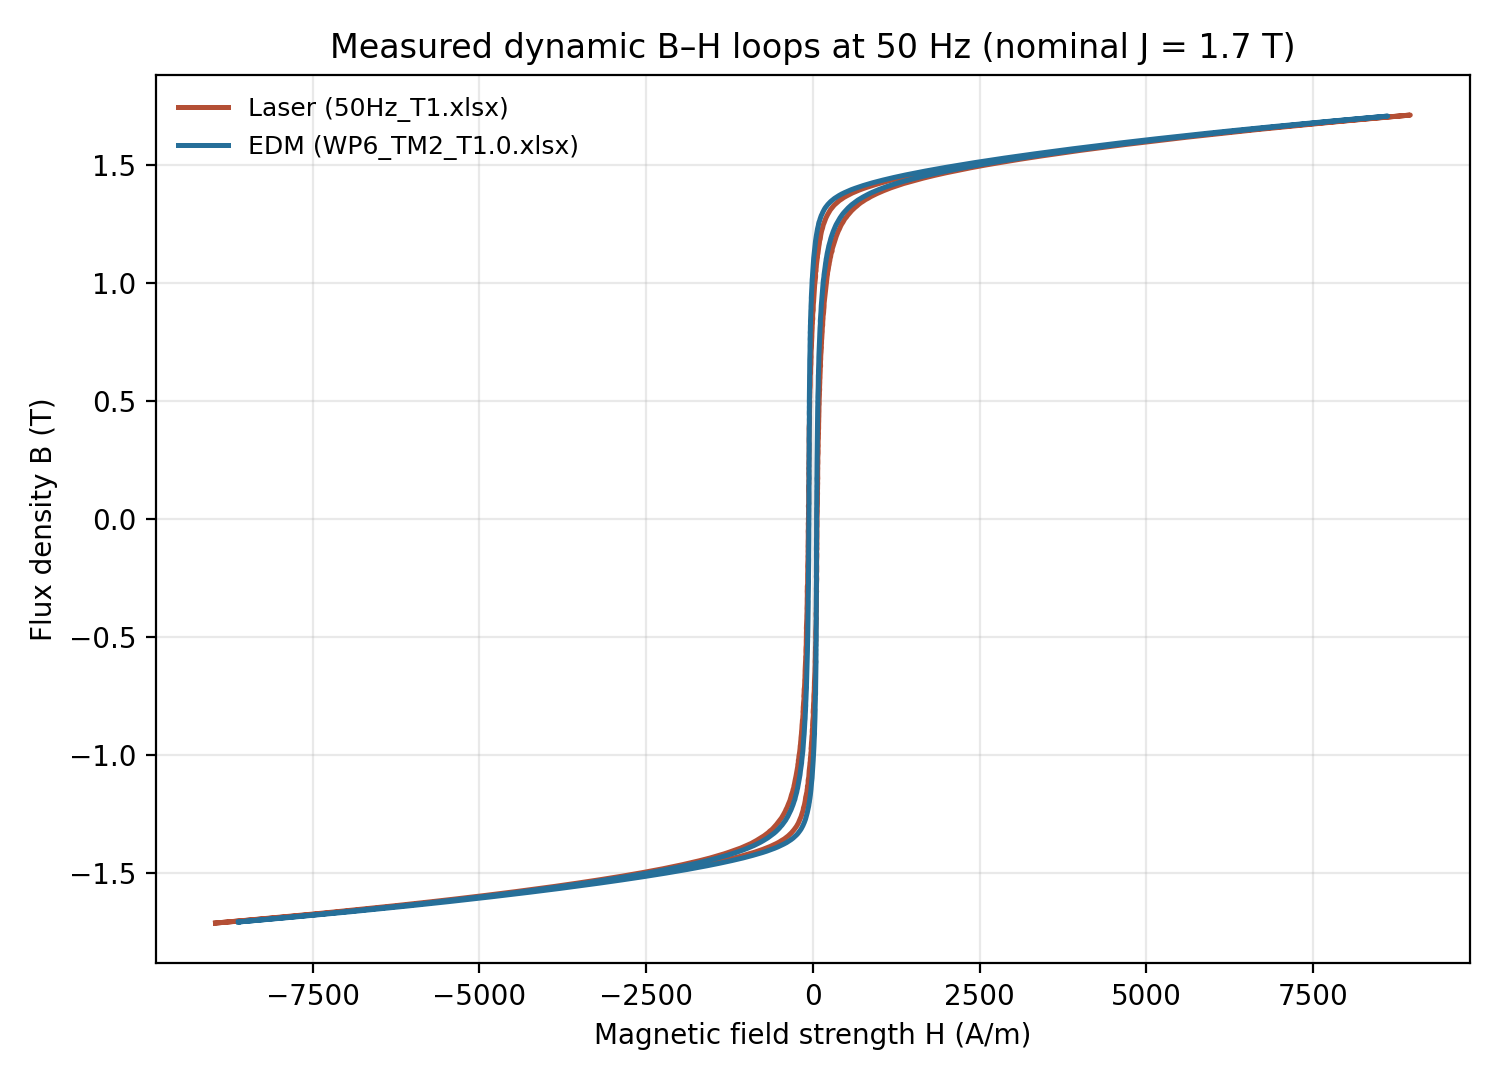 Measured dynamic B–H loops at 50 Hz (nominal J = 1.7 T)
Laser (50Hz_T1.xlsx)
EDM (WP6_TM2_T1.0.xlsx)
Flux density B (T)
1.5
1.0
0.5
0.0
−0.5
−1.0
−1.5
−7500 −5000 −2500 0 2500 5000 7500
Magnetic field strength H (A/m)